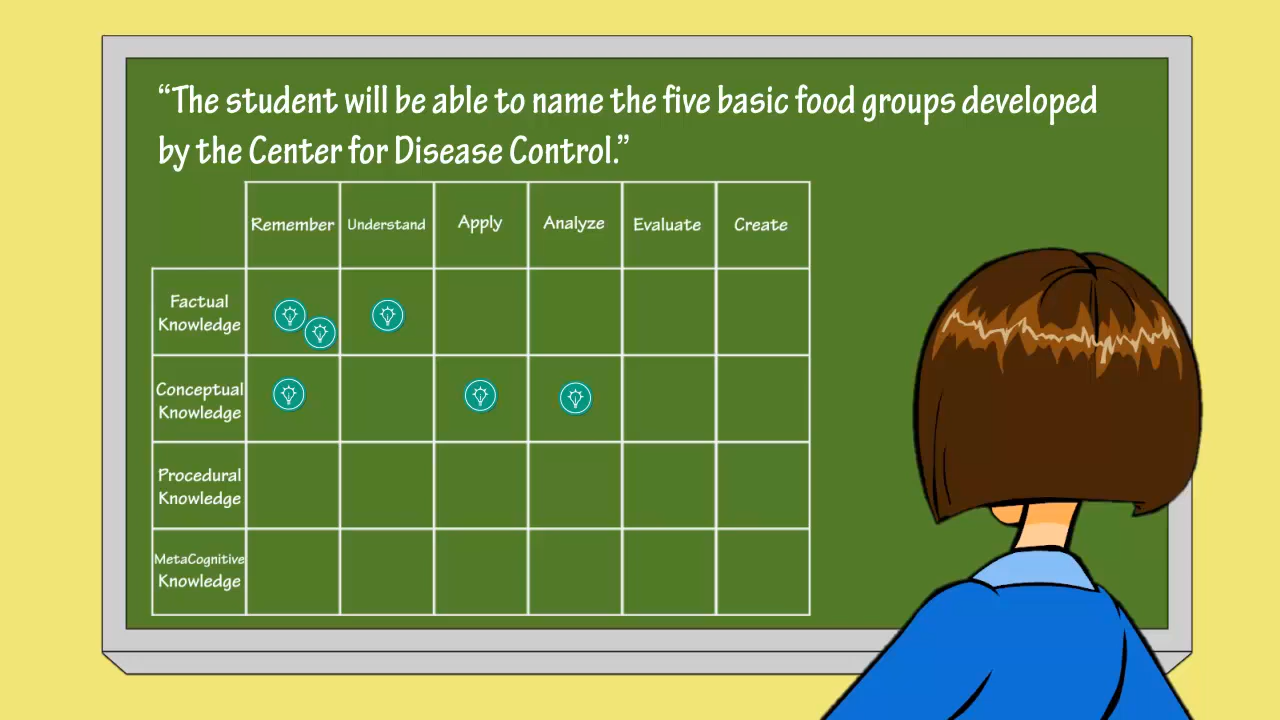 “The student will be able to name the five basic food groups developed
by the Center for Disease Control.”
Remember Understand Apply Analyze Evaluate Create
Factual
Knowledge
Conceptual
Knowledge
Procedural
Knowledge
MetaCognitive
Knowledge